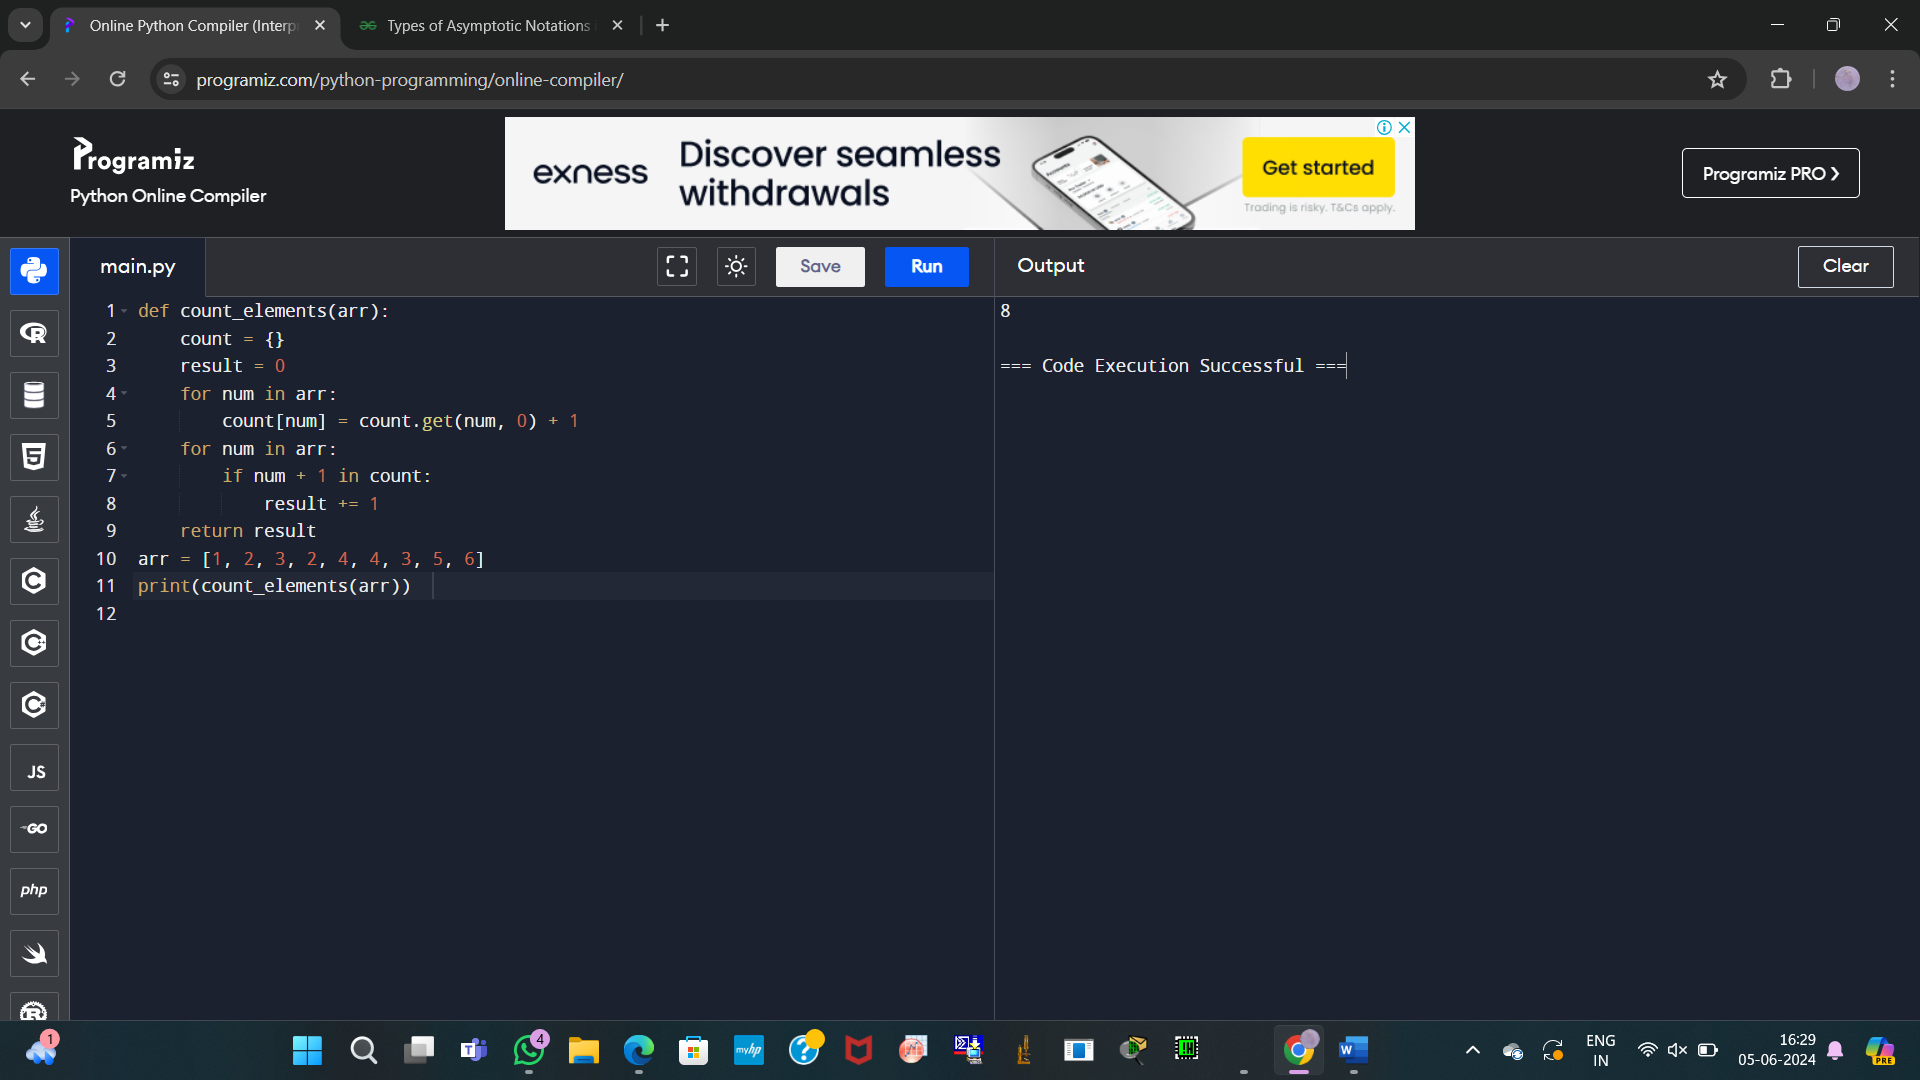 Online Python Compiler (Interp
Types of Asymptotic Notations
programiz.com/python-programming/online-compiler/
Programiz
Python Online Compiler
exness
Discover seamless
withdrawals
Get started
Trading is risky. T&Cs apply.
Programiz PRO
main.py
Save
Run
Output
Clear
1 def count_elements(arr):
2 count = {}
3 result = 0
4 for num in arr:
5 count[num] = count.get(num, 0) + 1
6 for num in arr:
7 if num + 1 in count:
8 result += 1
9 return result
10 arr = [1, 2, 3, 2, 4, 4, 3, 5, 6]
11 print(count_elements(arr))
12
8
=== Code Execution Successful ===
JS
GO
php
1
4
myhp
ENG
IN
16:29
05-06-2024
PRE